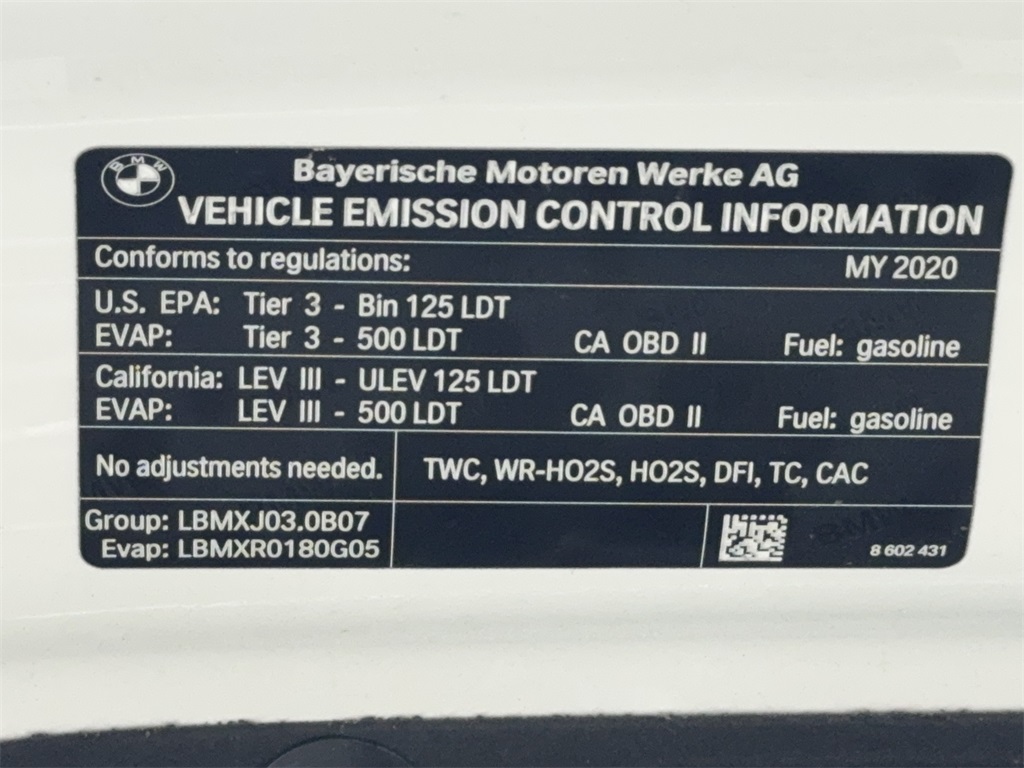 BMW
Bayerische Motoren Werke AG
VEHICLE EMISSION CONTROL INFORMATION
Conforms to regulations: MY 2020
U.S. EPA: Tier 3 - Bin 125 LDT
EVAP: Tier 3 - 500 LDT CA OBD II Fuel: gasoline
California: LEV III - ULEV 125 LDT
EVAP: LEV III - 500 LDT CA OBD II Fuel: gasoline
No adjustments needed. TWC, WR-HO2S, HO2S, DFI, TC, CAC
Group: LBMXJ03.0B07
Evap: LBMXR0180G05 8 602 431